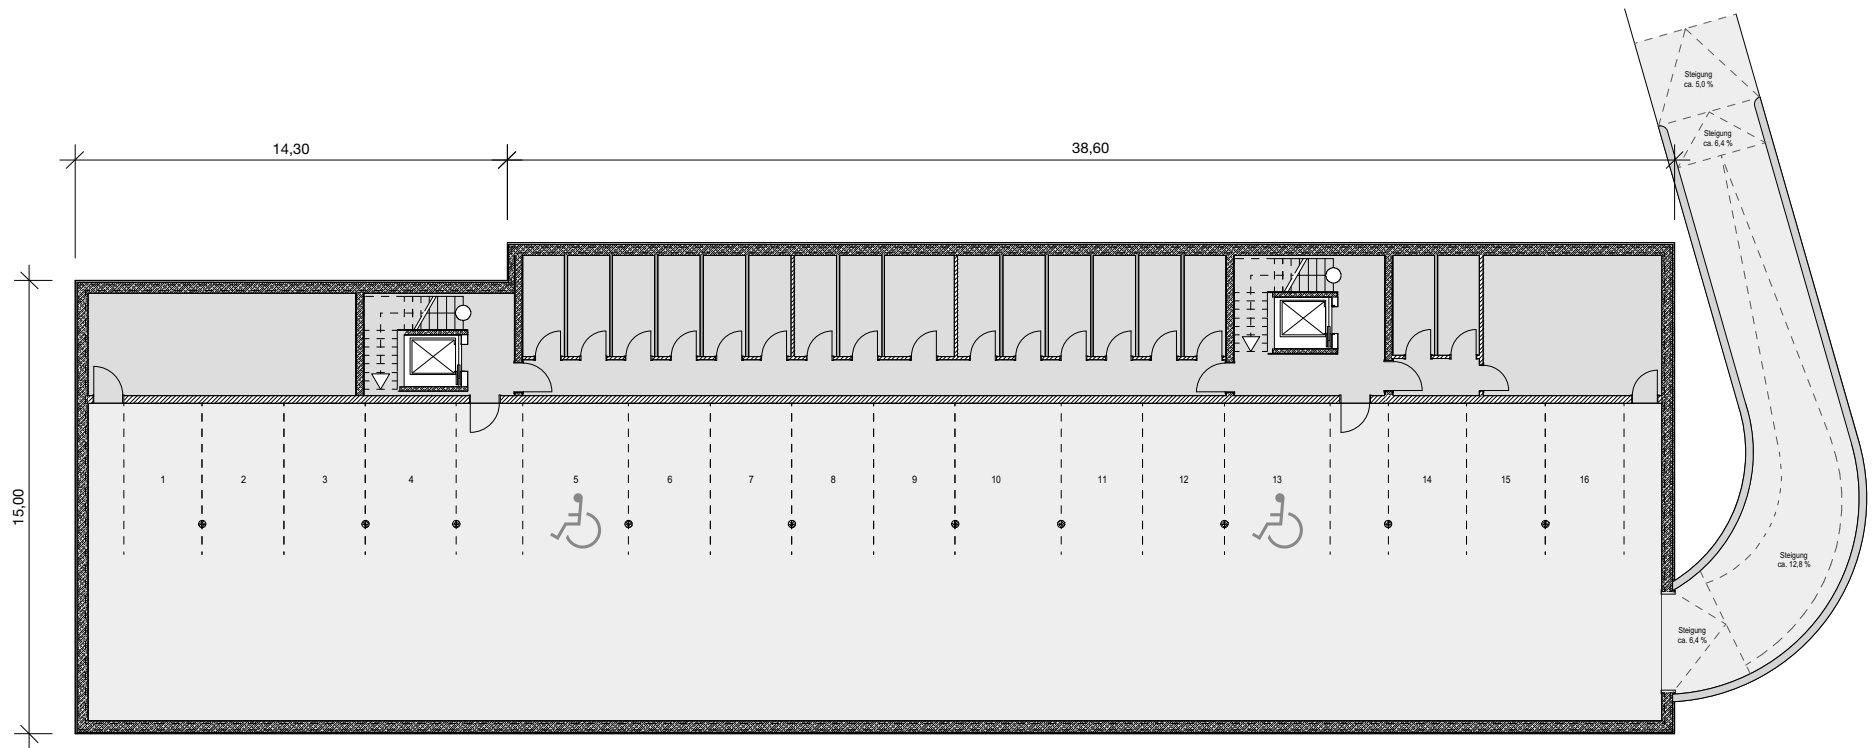 Steigung
ca. 5,0 %
Steigung
ca. 6,4 %
14,30
38,60
15,00
1
2
3
4
5
6
7
8
9
10
11
12
13
14
15
16
Steigung
ca. 12,8 %
Steigung
ca. 6,4 %